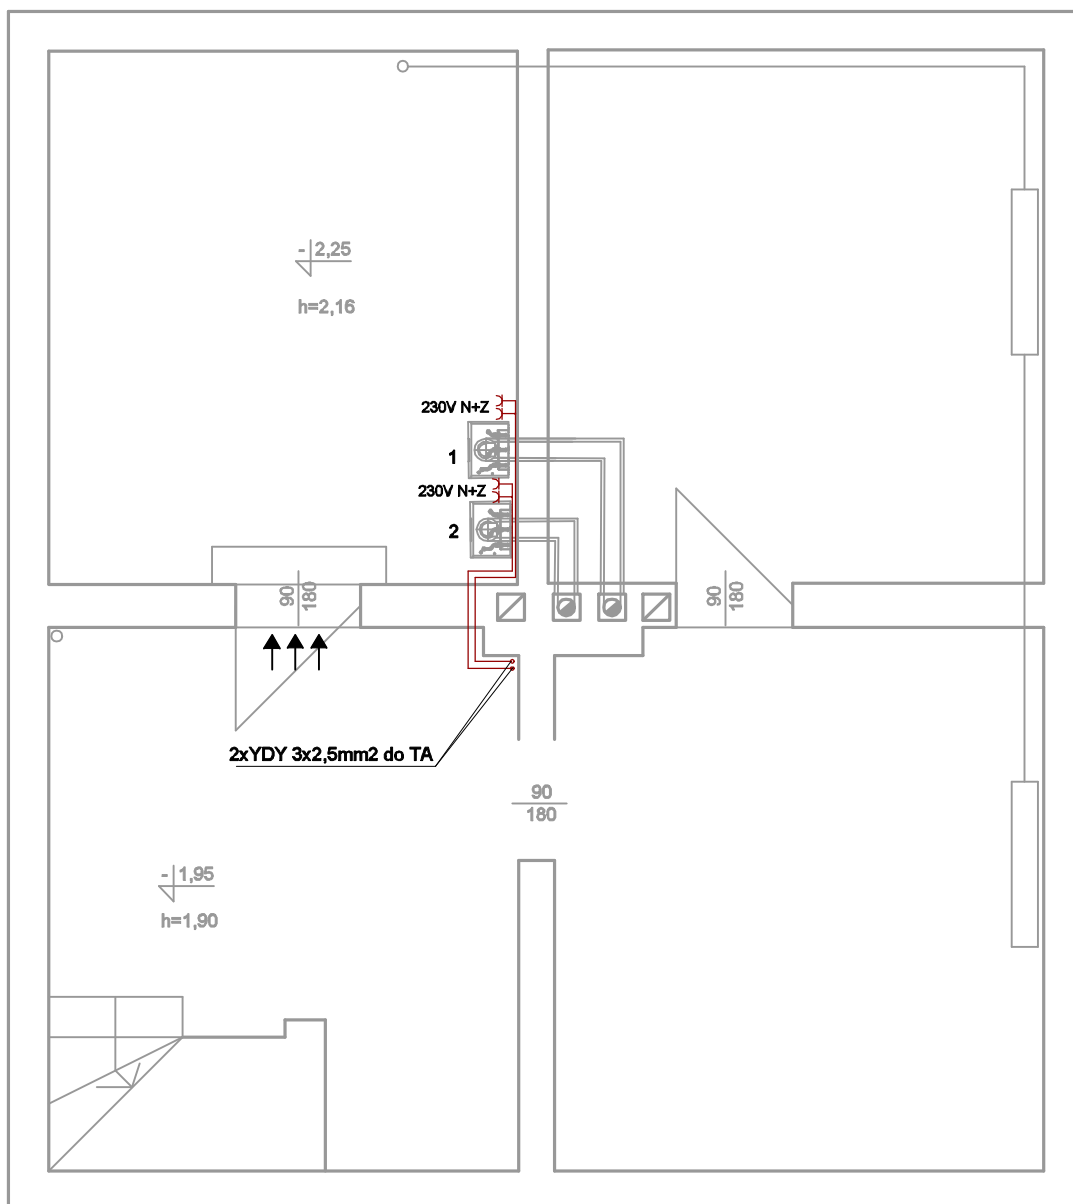 - 2,25
h=2,16
230V N+Z
1
230V N+Z
2
90
180
90
180
2xYDY 3x2,5mm2 do TA
90
180
- 1,95
h=1,90